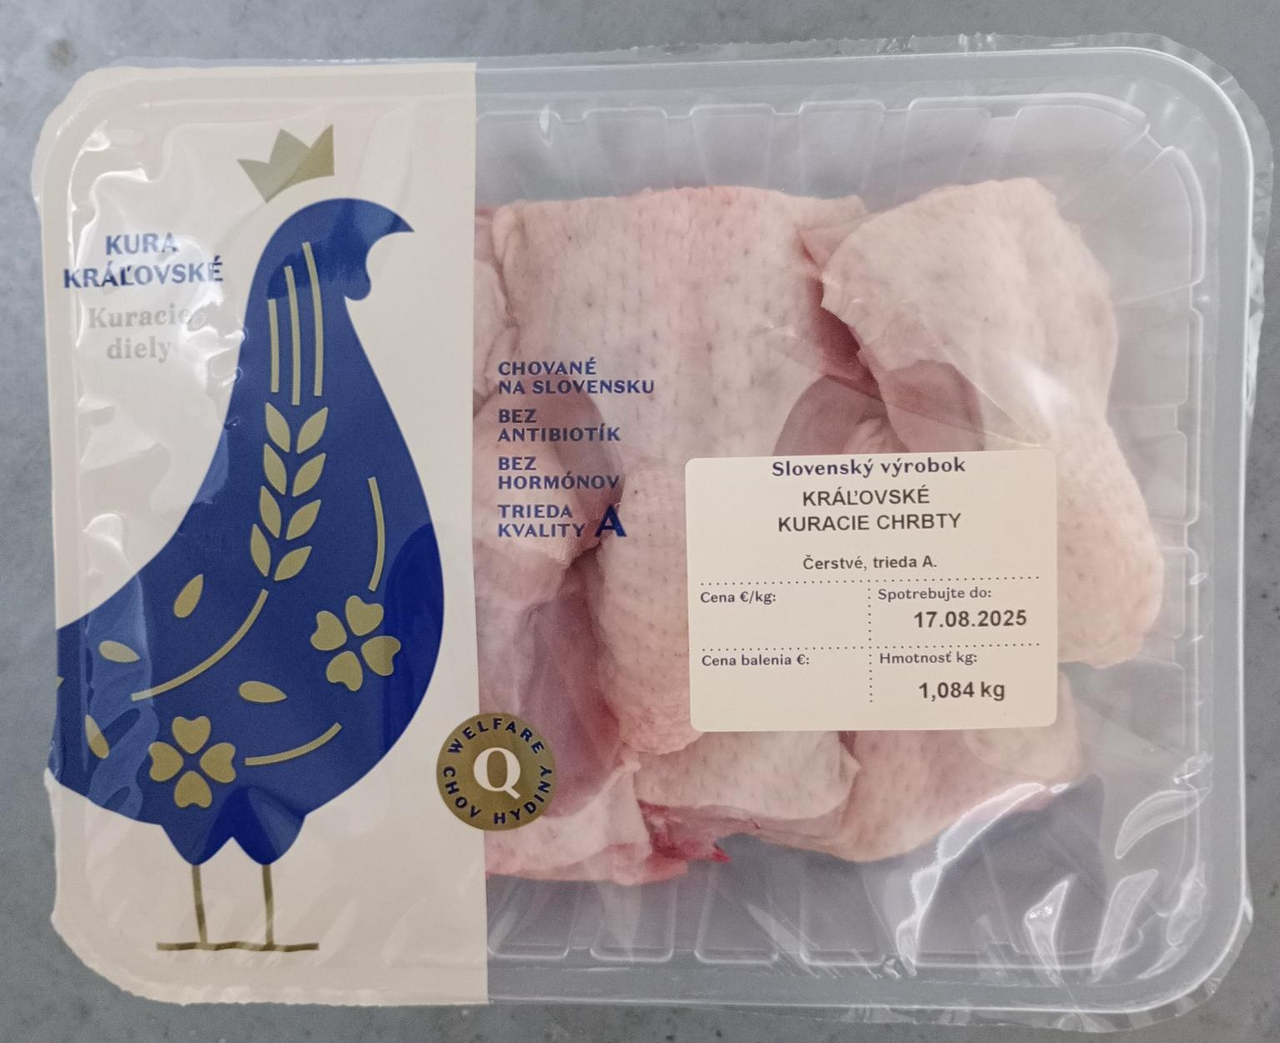 KURA
KRÁĽOVSKÉ
Kuracie
diely
CHOVANÉ
NA SLOVENSKU
BEZ
ANTIBIOTÍK
BEZ
HORMÓNOV
TRIEDA
KVALITY A
WELFARE
Q
CHOV HYDINY
Slovenský výrobok
KRÁĽOVSKÉ
KURACIE CHRBTY
Čerstvé, trieda A.
Cena €/kg:
Spotrebujte do:
17.08.2025
Cena balenia €:
Hmotnosť kg:
1,084 kg